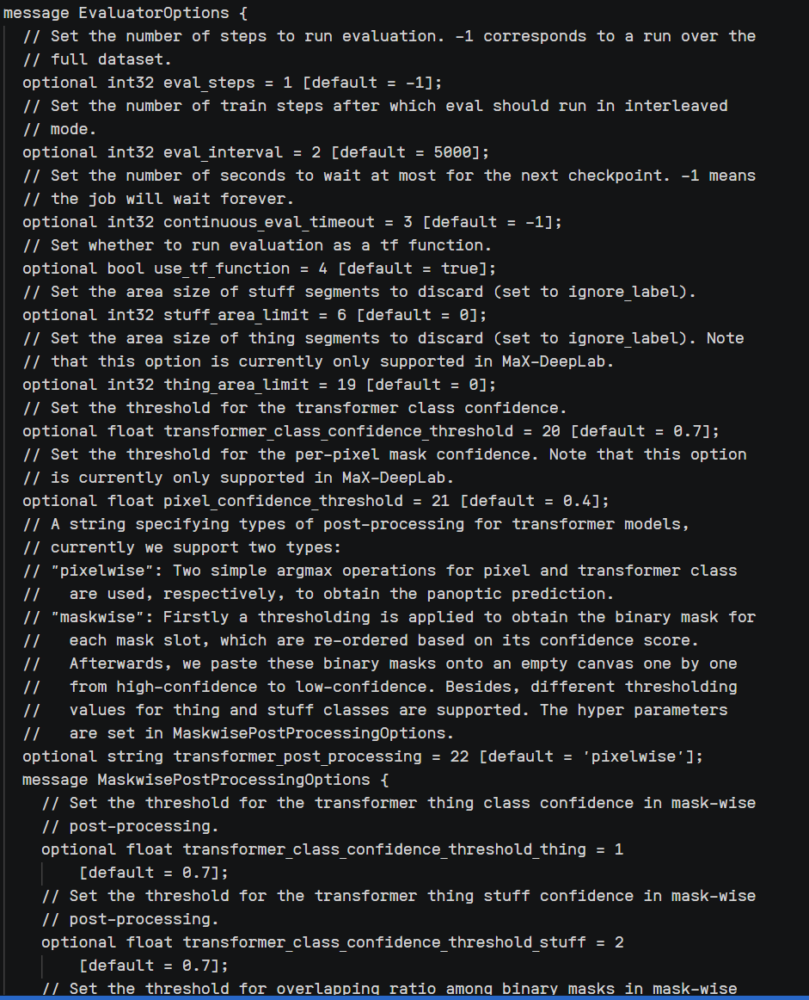 message EvaluatorOptions {
// Set the number of steps to run evaluation. -1 corresponds to a run over the
// full dataset.
optional int32 eval_steps = 1 [default = -1];
// Set the number of train steps after which eval should run in interleaved
// mode.
optional int32 eval_interval = 2 [default = 5000];
// Set the number of seconds to wait at most for the next checkpoint. -1 means
// the job will wait forever.
optional int32 continuous_eval_timeout = 3 [default = -1];
// Set whether to run evaluation as a tf function.
optional bool use_tf_function = 4 [default = true];
// Set the area size of stuff segments to discard (set to ignore_label).
optional int32 stuff_area_limit = 6 [default = 0];
// Set the area size of thing segments to discard (set to ignore_label). Note
// that this option is currently only supported in MaX-DeepLab.
optional int32 thing_area_limit = 19 [default = 0];
// Set the threshold for the transformer class confidence.
optional float transformer_class_confidence_threshold = 20 [default = 0.7];
// Set the threshold for the per-pixel mask confidence. Note that this option
// is currently only supported in MaX-DeepLab.
optional float pixel_confidence_threshold = 21 [default = 0.4];
// A string specifying types of post-processing for transformer models,
// currently we support two types:
// "pixelwise": Two simple argmax operations for pixel and transformer class
//   are used, respectively, to obtain the panoptic prediction.
// "maskwise": Firstly a thresholding is applied to obtain the binary mask for
//   each mask slot, which are re-ordered based on its confidence score.
//   Afterwards, we paste these binary masks onto an empty canvas one by one
//   from high-confidence to low-confidence. Besides, different thresholding
//   values for thing and stuff classes are supported. The hyper parameters
//   are set in MaskwisePostProcessingOptions.
optional string transformer_post_processing = 22 [default = 'pixelwise'];
message MaskwisePostProcessingOptions {
// Set the threshold for the transformer thing class confidence in mask-wise
// post-processing.
optional float transformer_class_confidence_threshold_thing = 1
[default = 0.7];
// Set the threshold for the transformer thing stuff confidence in mask-wise
// post-processing.
optional float transformer_class_confidence_threshold_stuff = 2
[default = 0.7];
// Set the threshold for overlapping ratio among binary masks in mask-wise